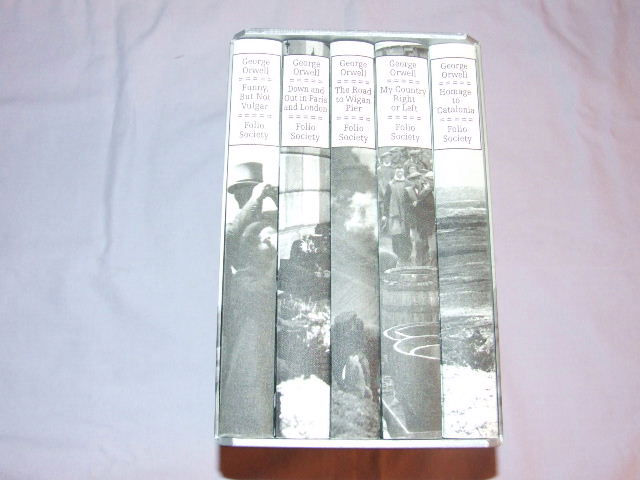 George
Orwell
Funny,
But Not
Vulgar
Folio
Society
George
Orwell
Down and
Out in Paris
and London
Folio
Society
George
Orwell
The Road
to Wigan
Pier
Folio
Society
George
Orwell
My Country
Right
or Left
Folio
Society
George
Orwell
Homage
to
Catalonia
Folio
Society